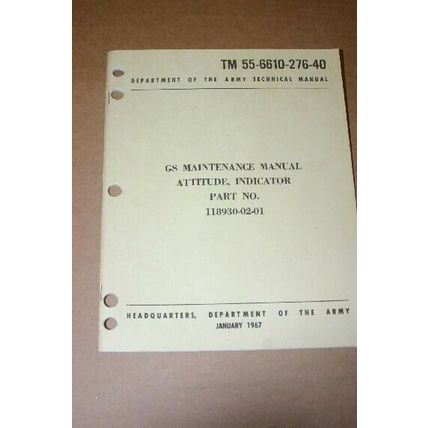 TM 55-6610-276-40
DEPARTMENT OF THE ARMY TECHNICAL MANUAL
GS MAINTENANCE MANUAL
ATTITUDE, INDICATOR
PART NO.
118930-02-01
HEADQUARTERS, DEPARTMENT OF THE ARMY
JANUARY 1967